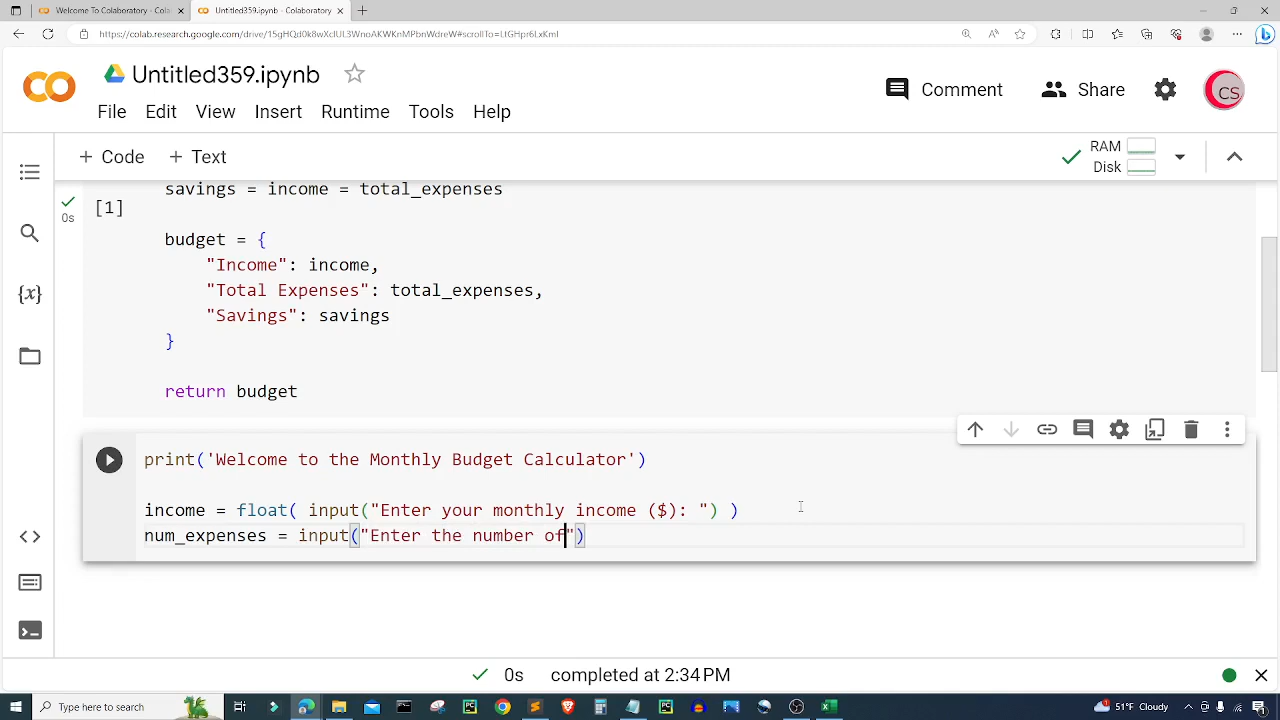 Welcome To Colaboratory - Colab
Untitled359.ipynb - Colaboratory
https://colab.research.google.com/drive/15gHQd0k8wXclUL3WnoAKWKnMPbnWdreW#scrollTo=LtGHpr6LxKml
Untitled359.ipynb
Comment
Share
CS
File Edit View Insert Runtime Tools Help
+ Code + Text
RAM
Disk
savings = income = total_expenses
0s
[1]
budget = {
"Income": income,
"Total Expenses": total_expenses,
"Savings": savings
}
return budget
print('Welcome to the Monthly Budget Calculator')
income = float( input("Enter your monthly income ($): ") )
num_expenses = input("Enter the number of")
0s completed at 2:34 PM
Type here to search
51°F Cloudy